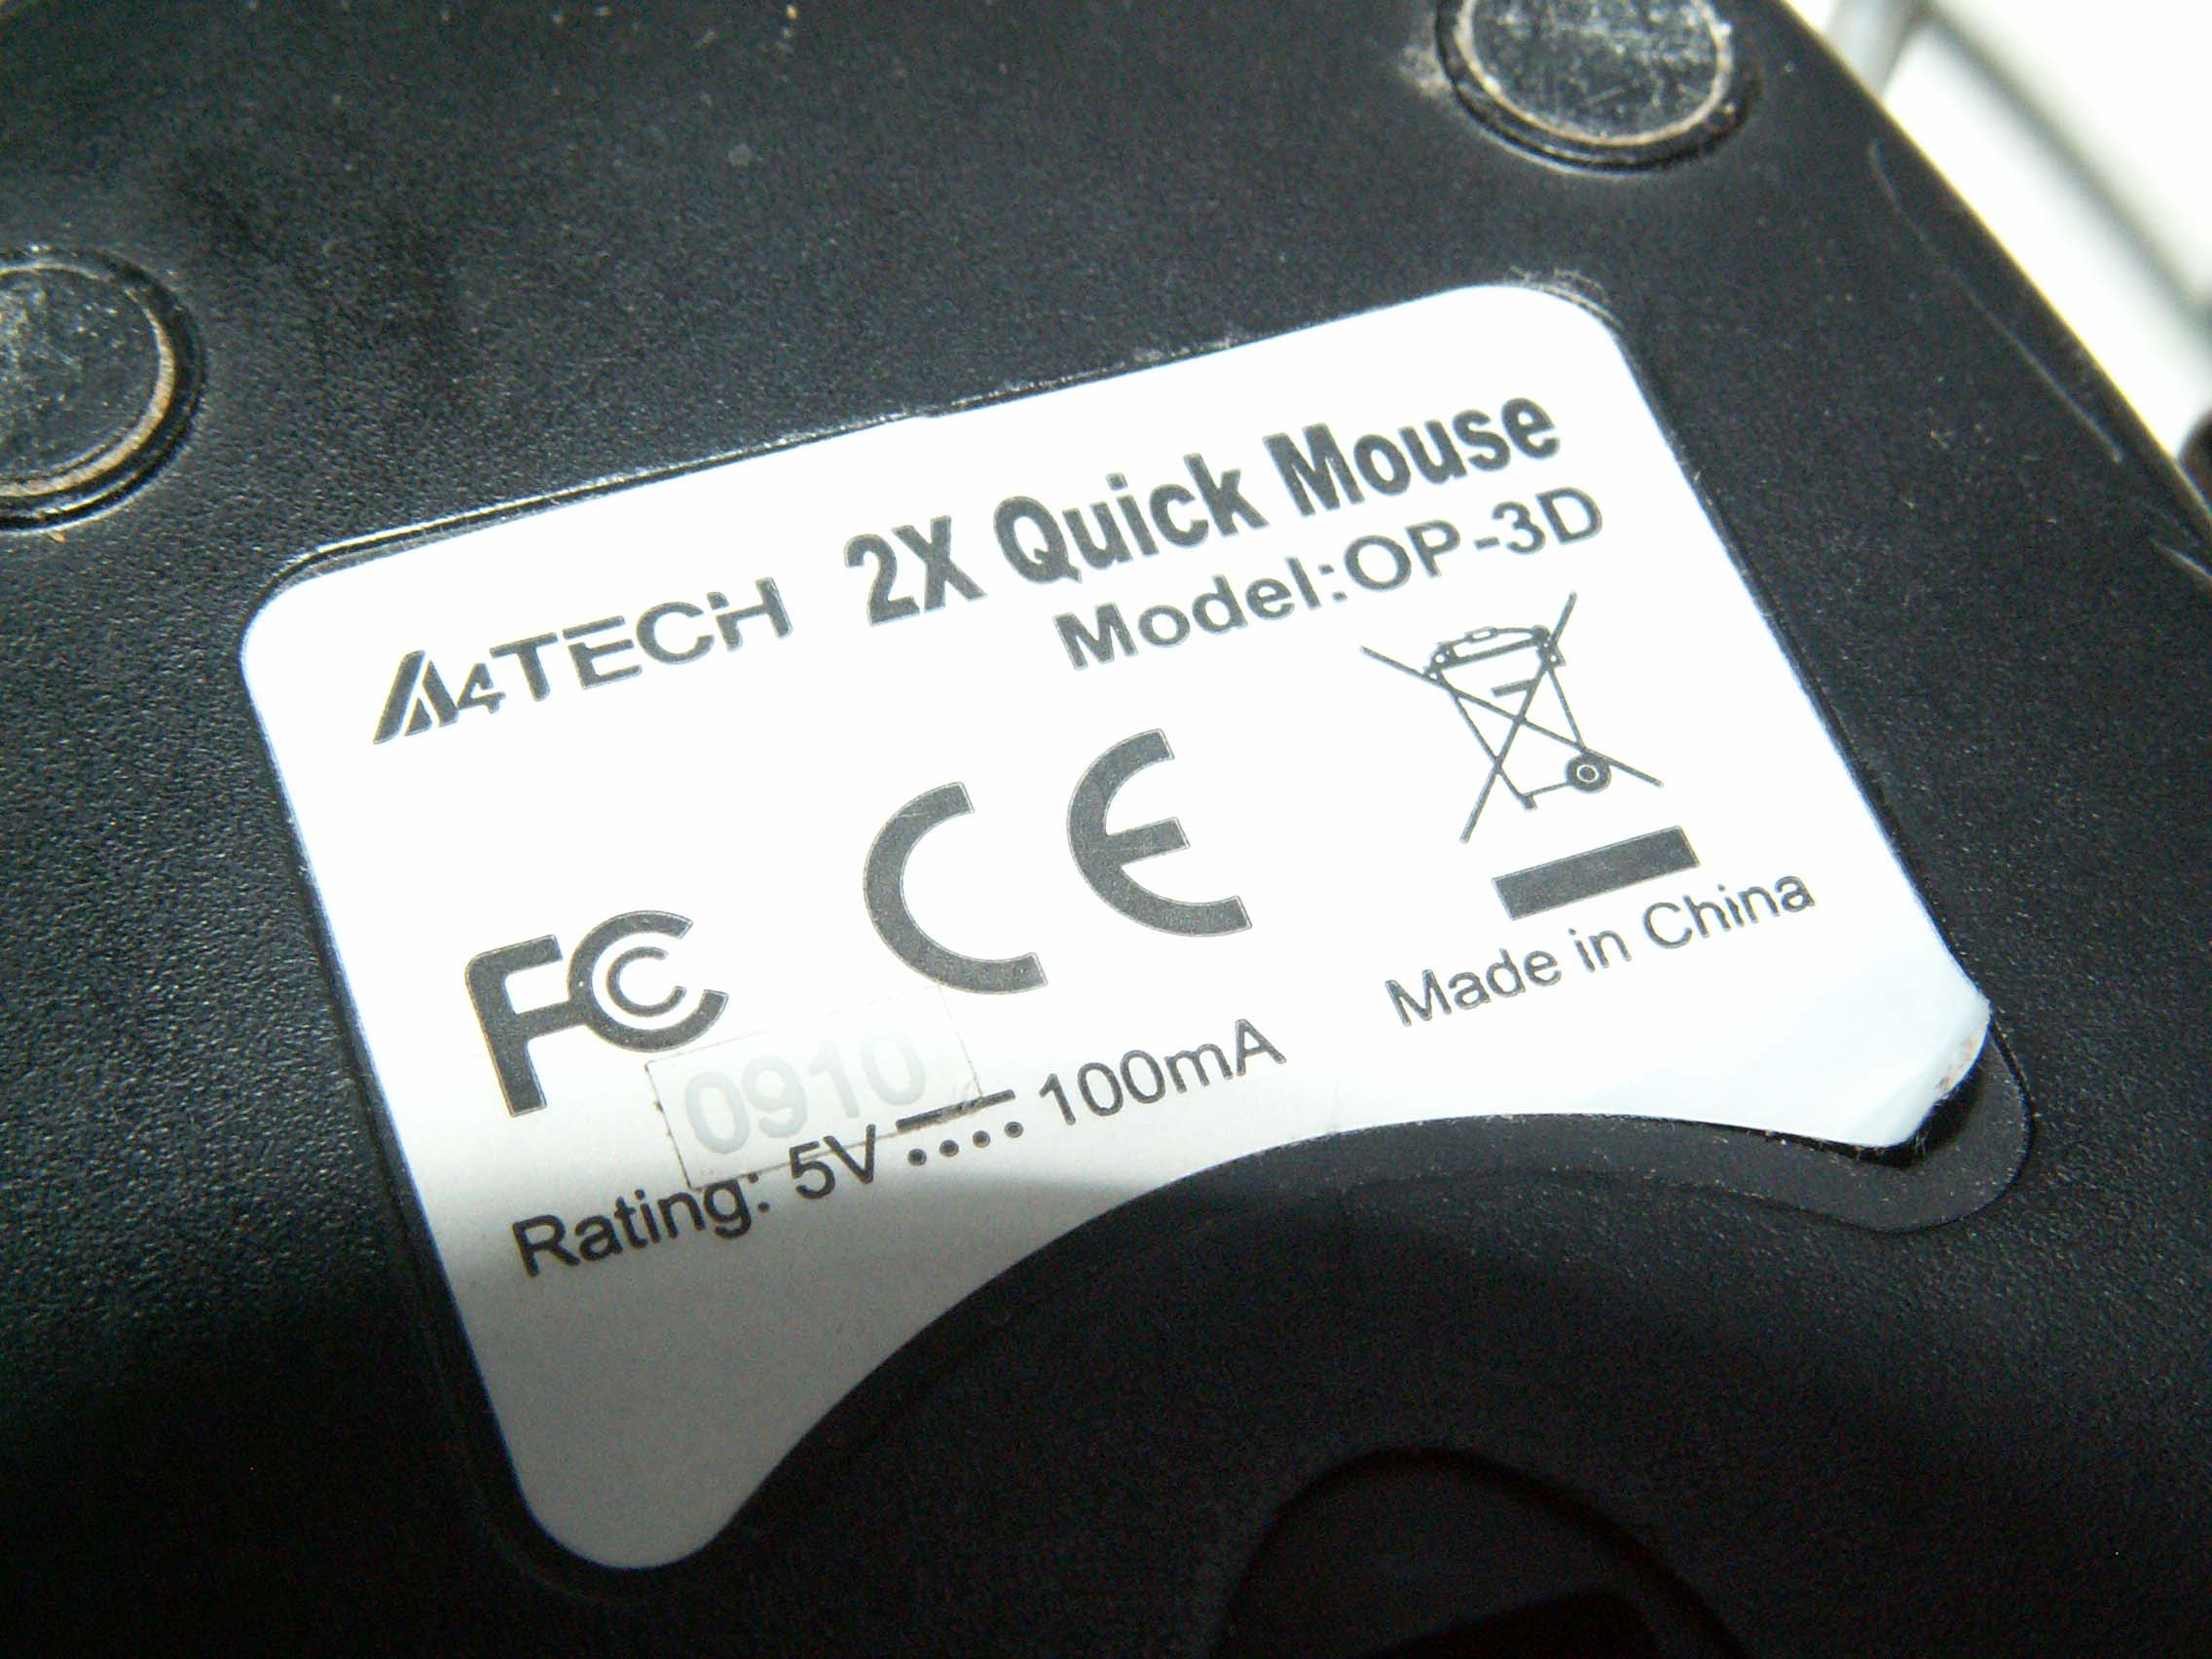 A4TECH 2X Quick Mouse
Model:OP-3D
FC CE
Made in China
0910
Rating: 5V 100mA